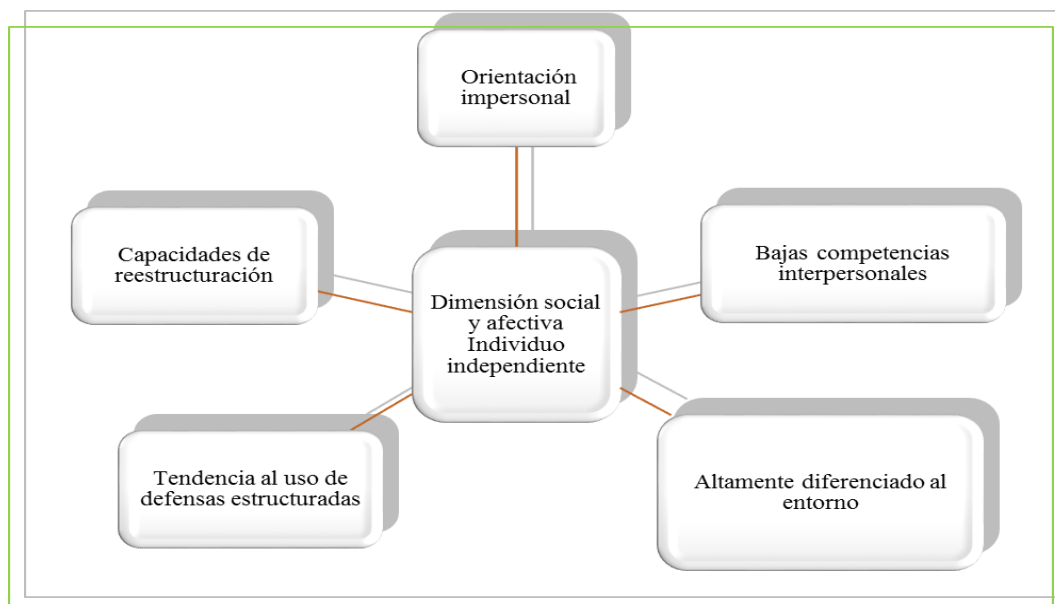 Orientación
impersonal
Capacidades de
reestructuración
Bajas competencias
interpersonales
Dimensión social
y afectiva
Individuo
independiente
Tendencia al uso de
defensas estructuradas
Altamente diferenciado al
entorno